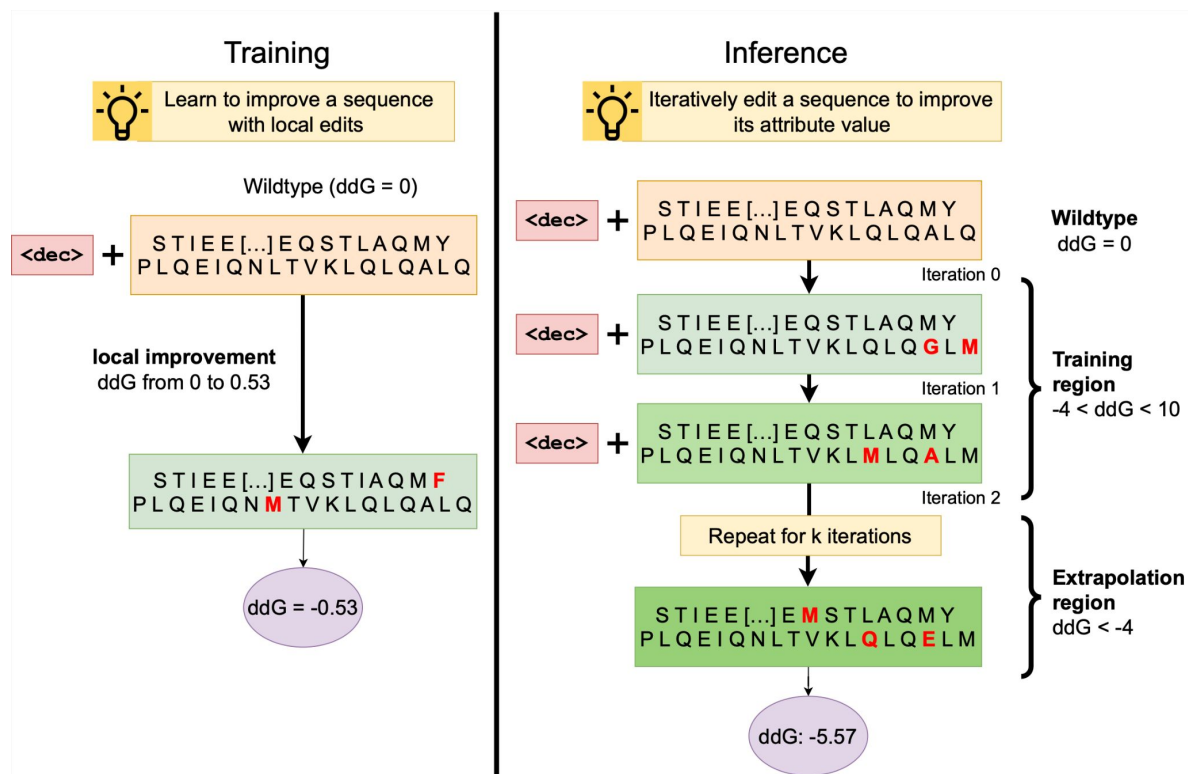 Training
Learn to improve a sequence
with local edits
Wildtype (ddG = 0)
<dec> +
S T I E E [...] E Q S T L A Q M Y
P L Q E I Q N L T V K L Q L Q A L Q
local improvement
ddG from 0 to 0.53
S T I E E [...] E Q S T I A Q M F
P L Q E I Q N M T V K L Q L Q A L Q
ddG = -0.53
Inference
Iteratively edit a sequence to improve
its attribute value
<dec> +
S T I E E [...] E Q S T L A Q M Y
P L Q E I Q N L T V K L Q L Q A L Q
Wildtype
ddG = 0
Iteration 0
<dec> +
S T I E E [...] E Q S T L A Q M Y
P L Q E I Q N L T V K L Q L Q G L M
Iteration 1
<dec> +
S T I E E [...] E Q S T L A Q M Y
P L Q E I Q N L T V K L M L Q A L M
Iteration 2
Training
region
-4 < ddG < 10
Repeat for k iterations
S T I E E [...] E M S T L A Q M Y
P L Q E I Q N L T V K L Q L Q E L M
Extrapolation
region
ddG < -4
ddG: -5.57